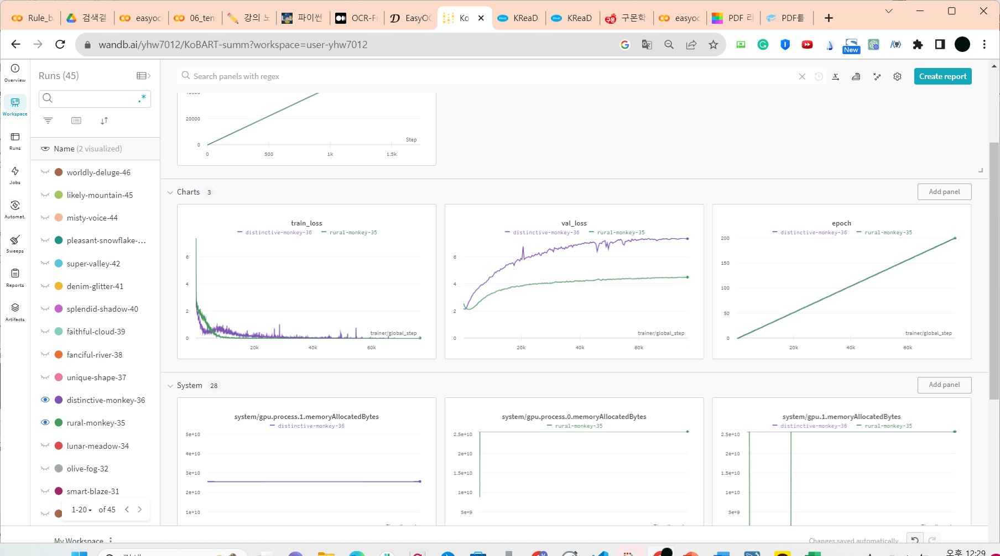 Rule_b
검색결
easyoc
06_ten
강의 노
파이썬
OCR-Fr
EasyOC
Ko
KReaD
KReaD
구몬학
easyoc
PDF 리
PDF를
wandb.ai/yhw7012/KoBART-summ?workspace=user-yhw7012
New
Overview
Workspace
Runs
Jobs
Automat.
Sweeps
Reports
Artifacts
Runs (45)
.*
Name (2 visualized)
worldly-deluge-46
likely-mountain-45
misty-voice-44
pleasant-snowflake-...
super-valley-42
denim-glitter-41
splendid-shadow-40
faithful-cloud-39
fanciful-river-38
unique-shape-37
distinctive-monkey-36
rural-monkey-35
lunar-meadow-34
olive-fog-32
smart-blaze-31
1-20 of 45
Search panels with regex
Create report
20000
0
Step
0 500 1k 1.5k
Charts 3
Add panel
train_loss
distinctive-monkey-36 rural-monkey-35
6
4
2
0
trainer/global_step
20k 40k 60k
val_loss
distinctive-monkey-36 rural-monkey-35
6
4
2
0
trainer/global_step
20k 40k 60k
epoch
distinctive-monkey-36 rural-monkey-35
200
150
100
50
0
trainer/global_step
20k 40k 60k
System 28
Add panel
system/gpu.process.1.memoryAllocatedBytes
distinctive-monkey-36
5e+10
4e+10
3e+10
2e+10
1e+10
system/gpu.process.0.memoryAllocatedBytes
rural-monkey-35
2.5e+10
2e+10
1.5e+10
1e+10
5e+9
system/gpu.1.memoryAllocatedBytes
distinctive-monkey-36 rural-monkey-35
2.5e+10
2e+10
1.5e+10
1e+10
5e+9
My Workspace
Changes saved automatically
오후 12:29